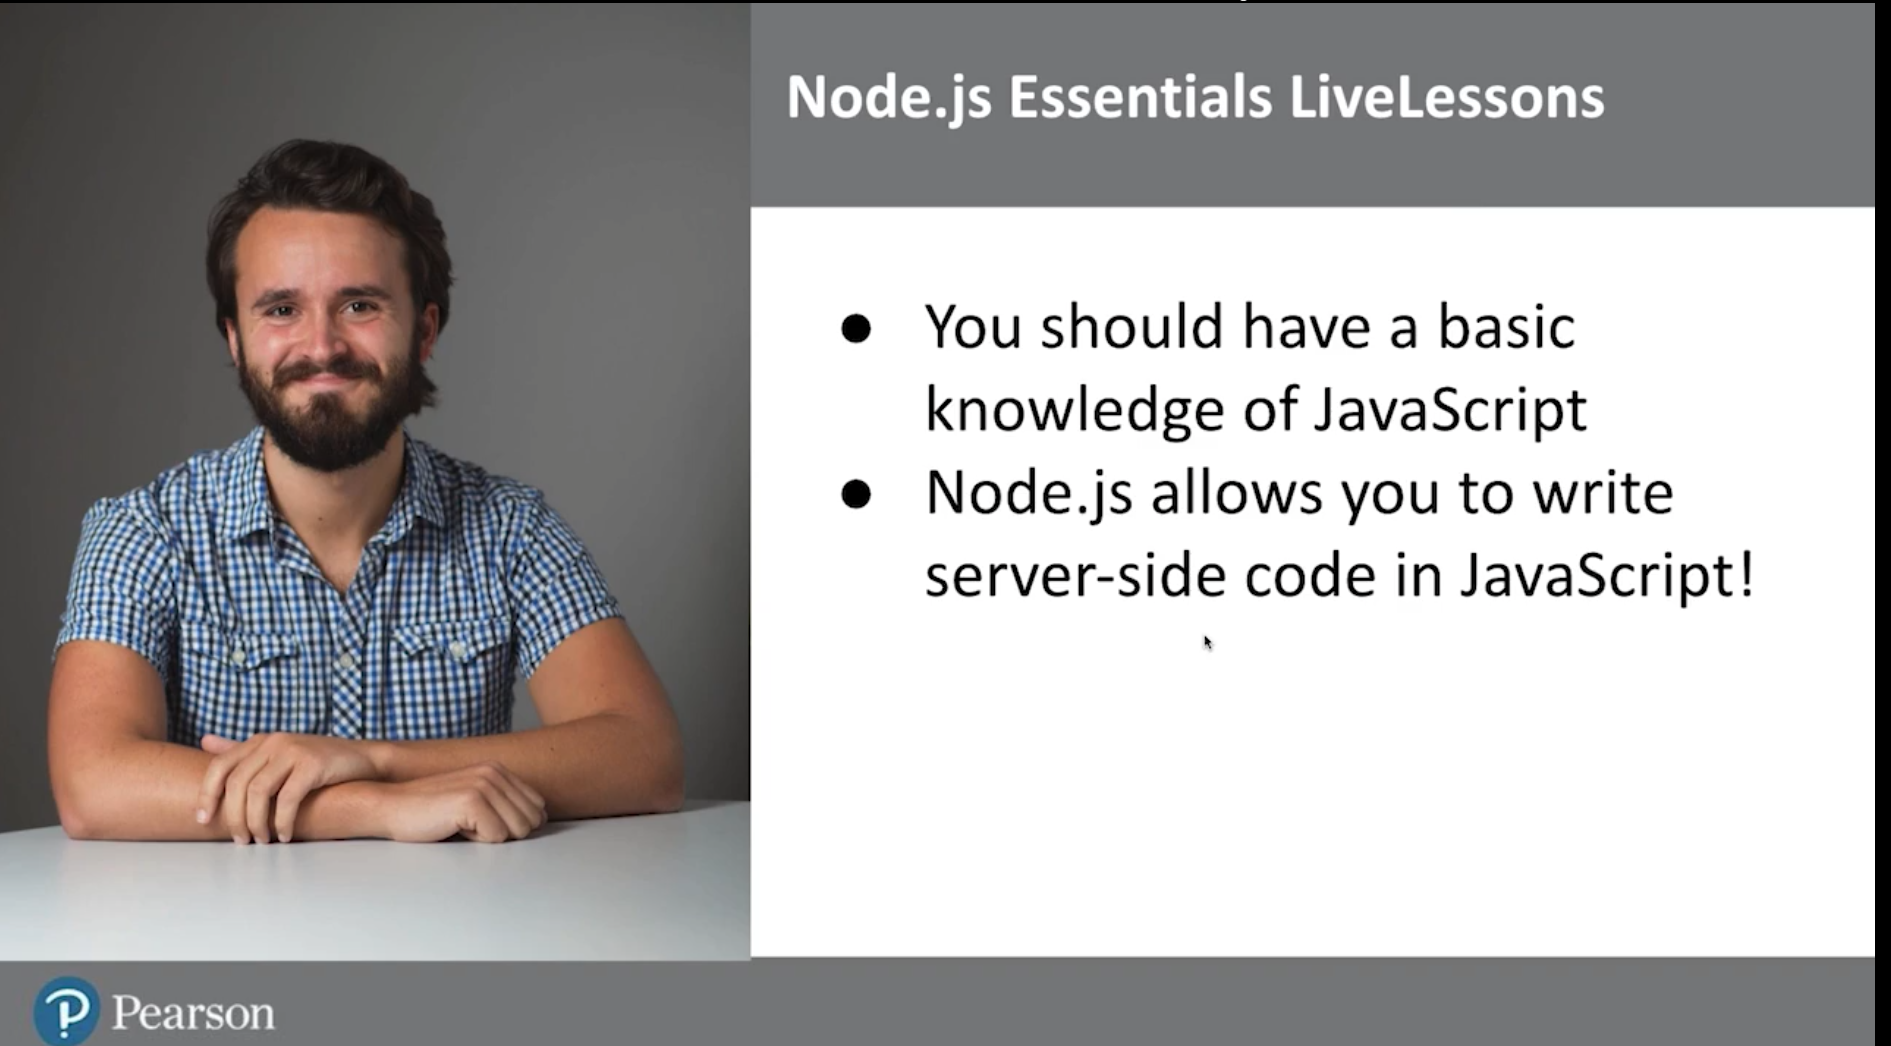 Node.js Essentials LiveLessons
● You should have a basic
knowledge of JavaScript
● Node.js allows you to write
server-side code in JavaScript!
Pearson